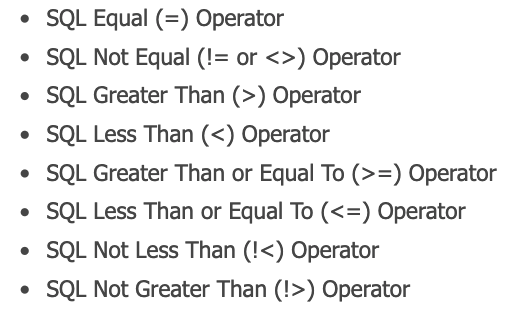 • SQL Equal (=) Operator
• SQL Not Equal (!= or <>) Operator
• SQL Greater Than (>) Operator
• SQL Less Than (<) Operator
• SQL Greater Than or Equal To (>=) Operator
• SQL Less Than or Equal To (<=) Operator
• SQL Not Less Than (!<) Operator
• SQL Not Greater Than (!>) Operator